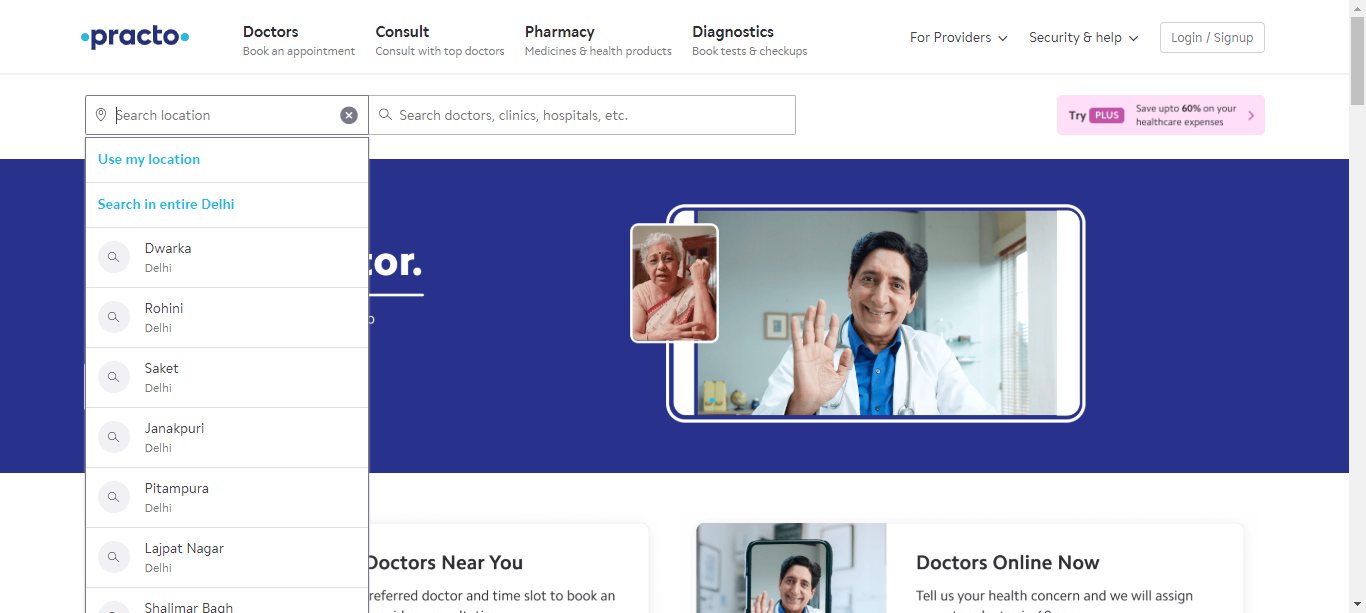 practo
Doctors
Book an appointment
Consult
Consult with top doctors
Pharmacy
Medicines & health products
Diagnostics
Book tests & checkups
For Providers
Security & help
Login / Signup
Search location
Search doctors, clinics, hospitals, etc.
Try PLUS
Save upto 60% on your
healthcare expenses
Use my location
Search in entire Delhi
Dwarka
Delhi
Rohini
Delhi
Saket
Delhi
Janakpuri
Delhi
Pitampura
Delhi
Lajpat Nagar
Delhi
Shalimar Bagh
tor.
Doctors Near You
referred doctor and time slot to book an
Doctors Online Now
Tell us your health concern and we will assign